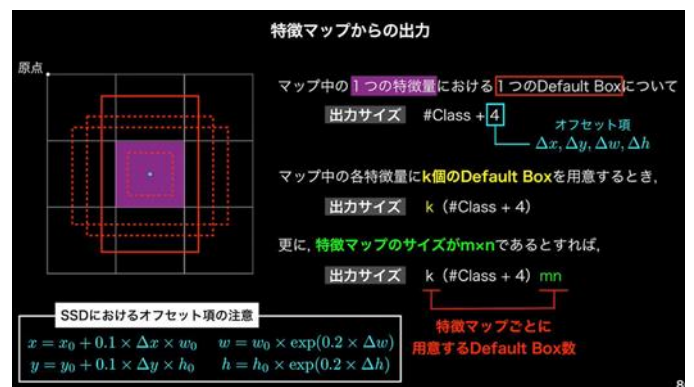 特徴マップからの出力
原点
マップ中の1つの特徴量における1つのDefault Boxについて
出力サイズ #Class + 4
オフセット項
Δx, Δy, Δw, Δh
マップ中の各特徴量にk個のDefault Boxを用意するとき,
出力サイズ k (#Class + 4)
更に, 特徴マップのサイズがm×nであるとすれば,
出力サイズ k (#Class + 4) mn
特徴マップごとに
用意するDefault Box数
SSDにおけるオフセット項の注意
x = x₀ + 0.1 × Δx × w₀ w = w₀ × exp(0.2 × Δw)
y = y₀ + 0.1 × Δy × h₀ h = h₀ × exp(0.2 × Δh)